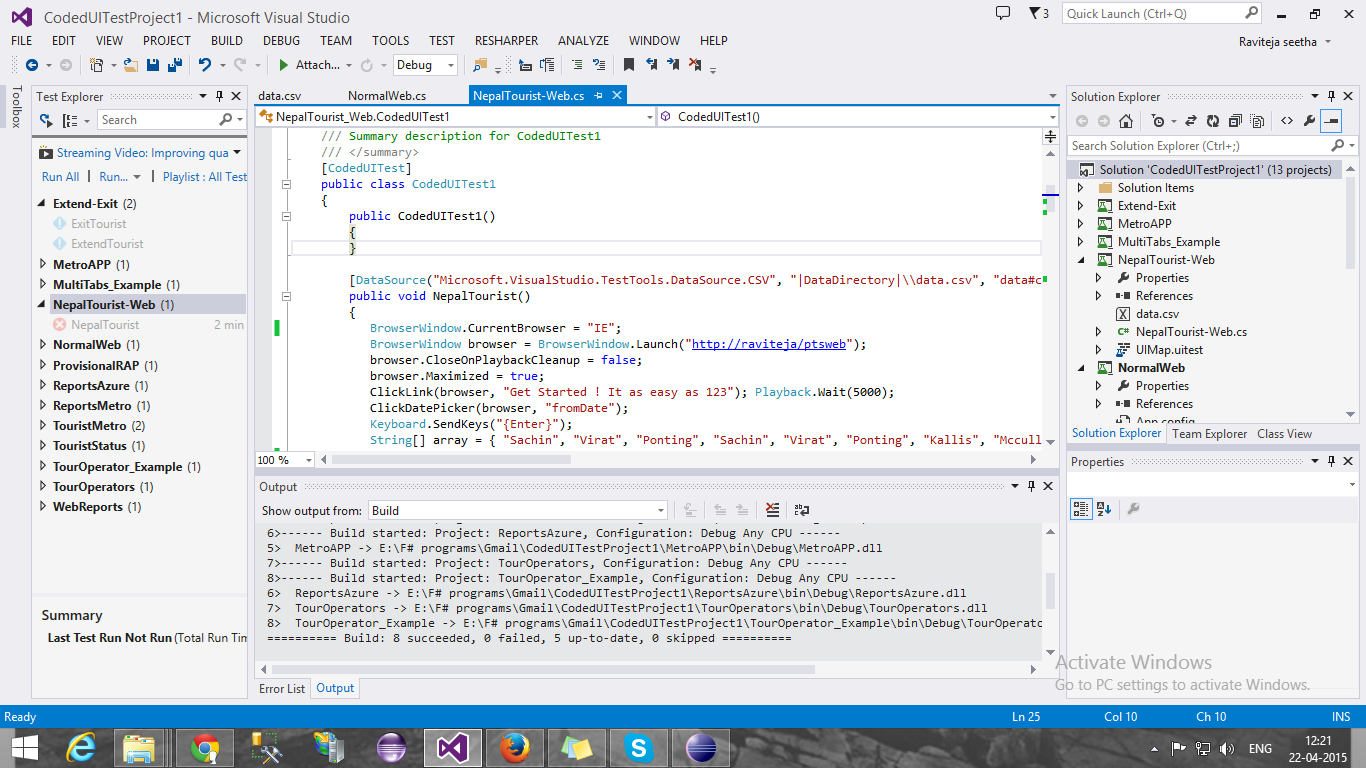 CodedUITestProject1 - Microsoft Visual Studio
3
Quick Launch (Ctrl+Q)
FILE EDIT VIEW PROJECT BUILD DEBUG TEAM TOOLS TEST RESHARPER ANALYZE WINDOW HELP
Raviteja seetha
Attach...
Debug
Toolbox
Test Explorer
Search
Streaming Video: Improving qua
Run All | Run... | Playlist : All Test
Extend-Exit (2)
ExitTourist
ExtendTourist
MetroAPP (1)
MultiTabs_Example (1)
NepalTourist-Web (1)
NepalTourist 2 min
NormalWeb (1)
ProvisionalRAP (1)
ReportsAzure (1)
ReportsMetro (1)
TouristMetro (2)
TouristStatus (1)
TourOperator_Example (1)
TourOperators (1)
WebReports (1)
Summary
Last Test Run Not Run (Total Run Tim
data.csv NormalWeb.cs NepalTourist-Web.cs
NepalTourist_Web.CodedUITest1
CodedUITest1()
/// Summary description for CodedUITest1
/// </summary>
[CodedUITest]
public class CodedUITest1
{
public CodedUITest1()
{
}
[DataSource("Microsoft.VisualStudio.TestTools.DataSource.CSV", "|DataDirectory|\\data.csv", "data#c
public void NepalTourist()
{
BrowserWindow.CurrentBrowser = "IE";
BrowserWindow browser = BrowserWindow.Launch("http://raviteja/ptsweb");
browser.CloseOnPlaybackCleanup = false;
browser.Maximized = true;
ClickLink(browser, "Get Started ! It as easy as 123"); Playback.Wait(5000);
ClickDatePicker(browser, "fromDate");
Keyboard.SendKeys("{Enter}");
String[] array = { "Sachin", "Virat", "Ponting", "Sachin", "Virat", "Ponting", "Kallis", "Mccull
100 %
Output
Show output from: Build
6>------ Build started: Project: ReportsAzure, Configuration: Debug Any CPU ------
5> MetroAPP -> E:\F# programs\Gmail\CodedUITestProject1\MetroAPP\bin\Debug\MetroAPP.dll
7>------ Build started: Project: TourOperators, Configuration: Debug Any CPU ------
8>------ Build started: Project: TourOperator_Example, Configuration: Debug Any CPU ------
6> ReportsAzure -> E:\F# programs\Gmail\CodedUITestProject1\ReportsAzure\bin\Debug\ReportsAzure.dll
7> TourOperators -> E:\F# programs\Gmail\CodedUITestProject1\TourOperators\bin\Debug\TourOperators.dll
8> TourOperator_Example -> E:\F# programs\Gmail\CodedUITestProject1\TourOperator_Example\bin\Debug\TourOperato
========== Build: 8 succeeded, 0 failed, 5 up-to-date, 0 skipped ==========
Error List Output
Solution Explorer
Search Solution Explorer (Ctrl+;)
Solution 'CodedUITestProject1' (13 projects)
Solution Items
Extend-Exit
MetroAPP
MultiTabs_Example
NepalTourist-Web
Properties
References
data.csv
NepalTourist-Web.cs
UIMap.uitest
NormalWeb
Properties
References
App.config
Solution Explorer Team Explorer Class View
Properties
Activate Windows
Go to PC settings to activate Windows.
Ready
Ln 25 Col 10 Ch 10 INS
ENG
12:21
22-04-2015